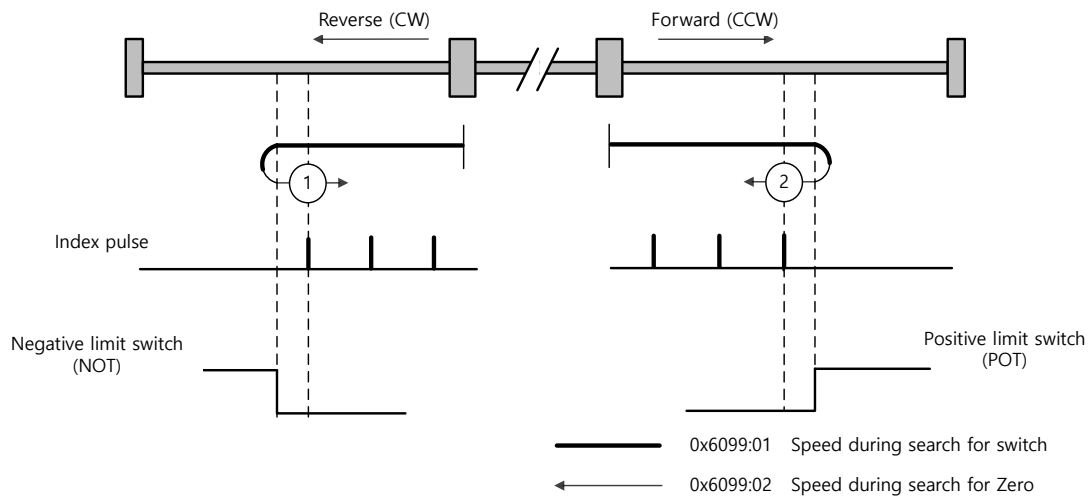 Reverse (CW)
Forward (CCW)
1
2
Index pulse
Negative limit switch
(NOT)
Positive limit switch
(POT)
0x6099:01 Speed during search for switch
0x6099:02 Speed during search for Zero